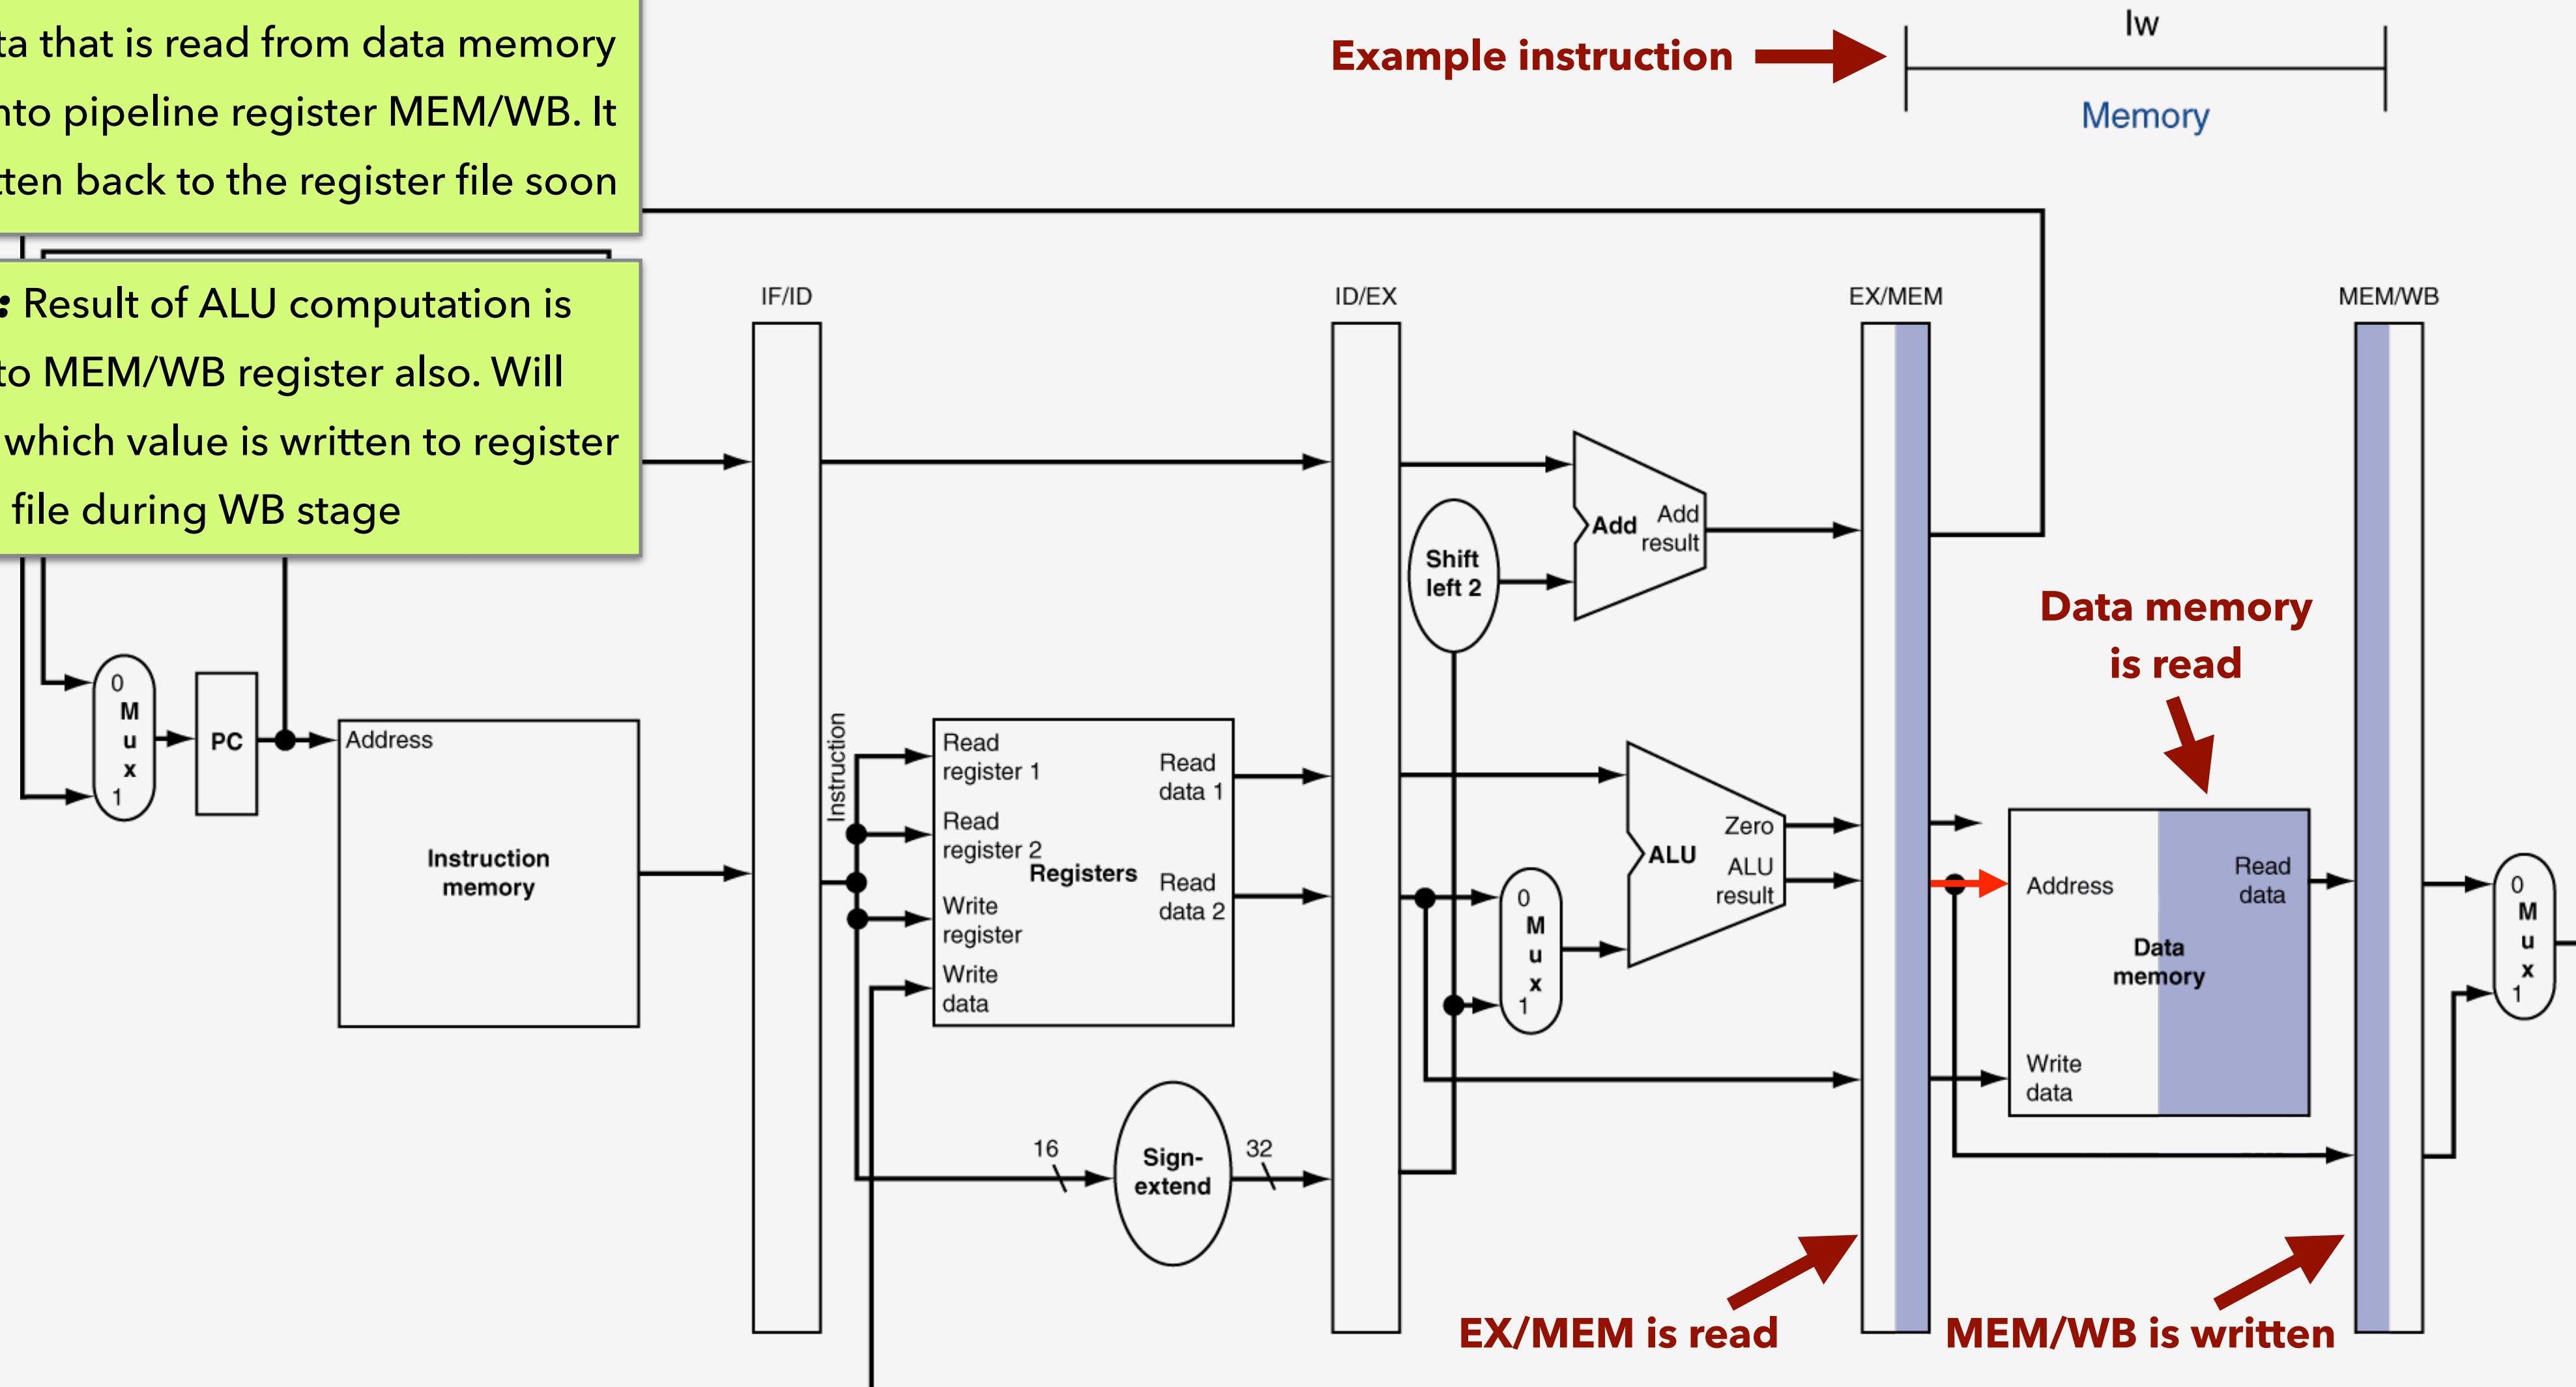 ta that is read from data memory
nto pipeline register MEM/WB. It
tten back to the register file soon
: Result of ALU computation is
to MEM/WB register also. Will
which value is written to register
file during WB stage
Example instruction
lw
Memory
IF/ID
ID/EX
EX/MEM
MEM/WB
Add
Add
result
Shift
left 2
Data memory
is read
0
M
u
x
1
PC
Address
Instruction
memory
Instruction
Read
register 1
Read
register 2
Write
register
Write
data
Registers
Read
data 1
Read
data 2
0
M
u
x
1
Zero
ALU
ALU
result
Address
Read
data
Data
memory
Write
data
0
M
u
x
1
16
Sign-
extend
32
EX/MEM is read
MEM/WB is written